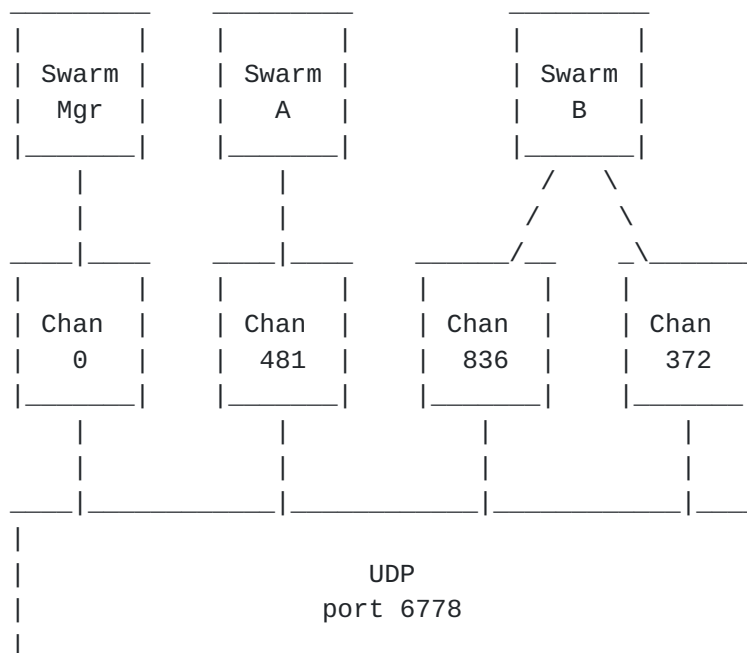 Swarm Swarm Swarm
Mgr A B
Chan Chan Chan Chan
0 481 836 372
UDP
port 6778